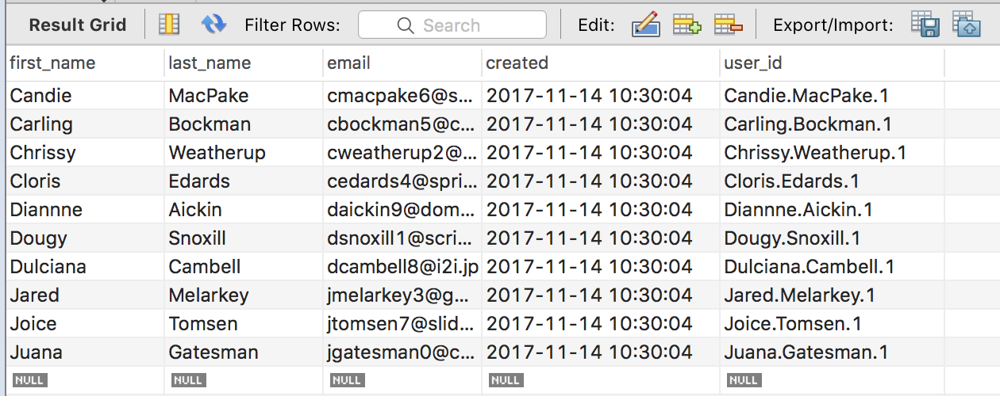 Result Grid Filter Rows: Search Edit: Export/Import:
first_name last_name email created user_id
Candie MacPake cmacpake6@s... 2017-11-14 10:30:04 Candie.MacPake.1
Carling Bockman cbockman5@c... 2017-11-14 10:30:04 Carling.Bockman.1
Chrissy Weatherup cweatherup2@... 2017-11-14 10:30:04 Chrissy.Weatherup.1
Cloris Edards cedards4@spri... 2017-11-14 10:30:04 Cloris.Edards.1
Diannne Aickin daickin9@dom... 2017-11-14 10:30:04 Diannne.Aickin.1
Dougy Snoxill dsnoxill1@scri... 2017-11-14 10:30:04 Dougy.Snoxill.1
Dulciana Cambell dcambell8@i2i.jp 2017-11-14 10:30:04 Dulciana.Cambell.1
Jared Melarkey jmelarkey3@g... 2017-11-14 10:30:04 Jared.Melarkey.1
Joice Tomsen jtomsen7@slid... 2017-11-14 10:30:04 Joice.Tomsen.1
Juana Gatesman jgatesman0@c... 2017-11-14 10:30:04 Juana.Gatesman.1
NULL NULL NULL NULL NULL